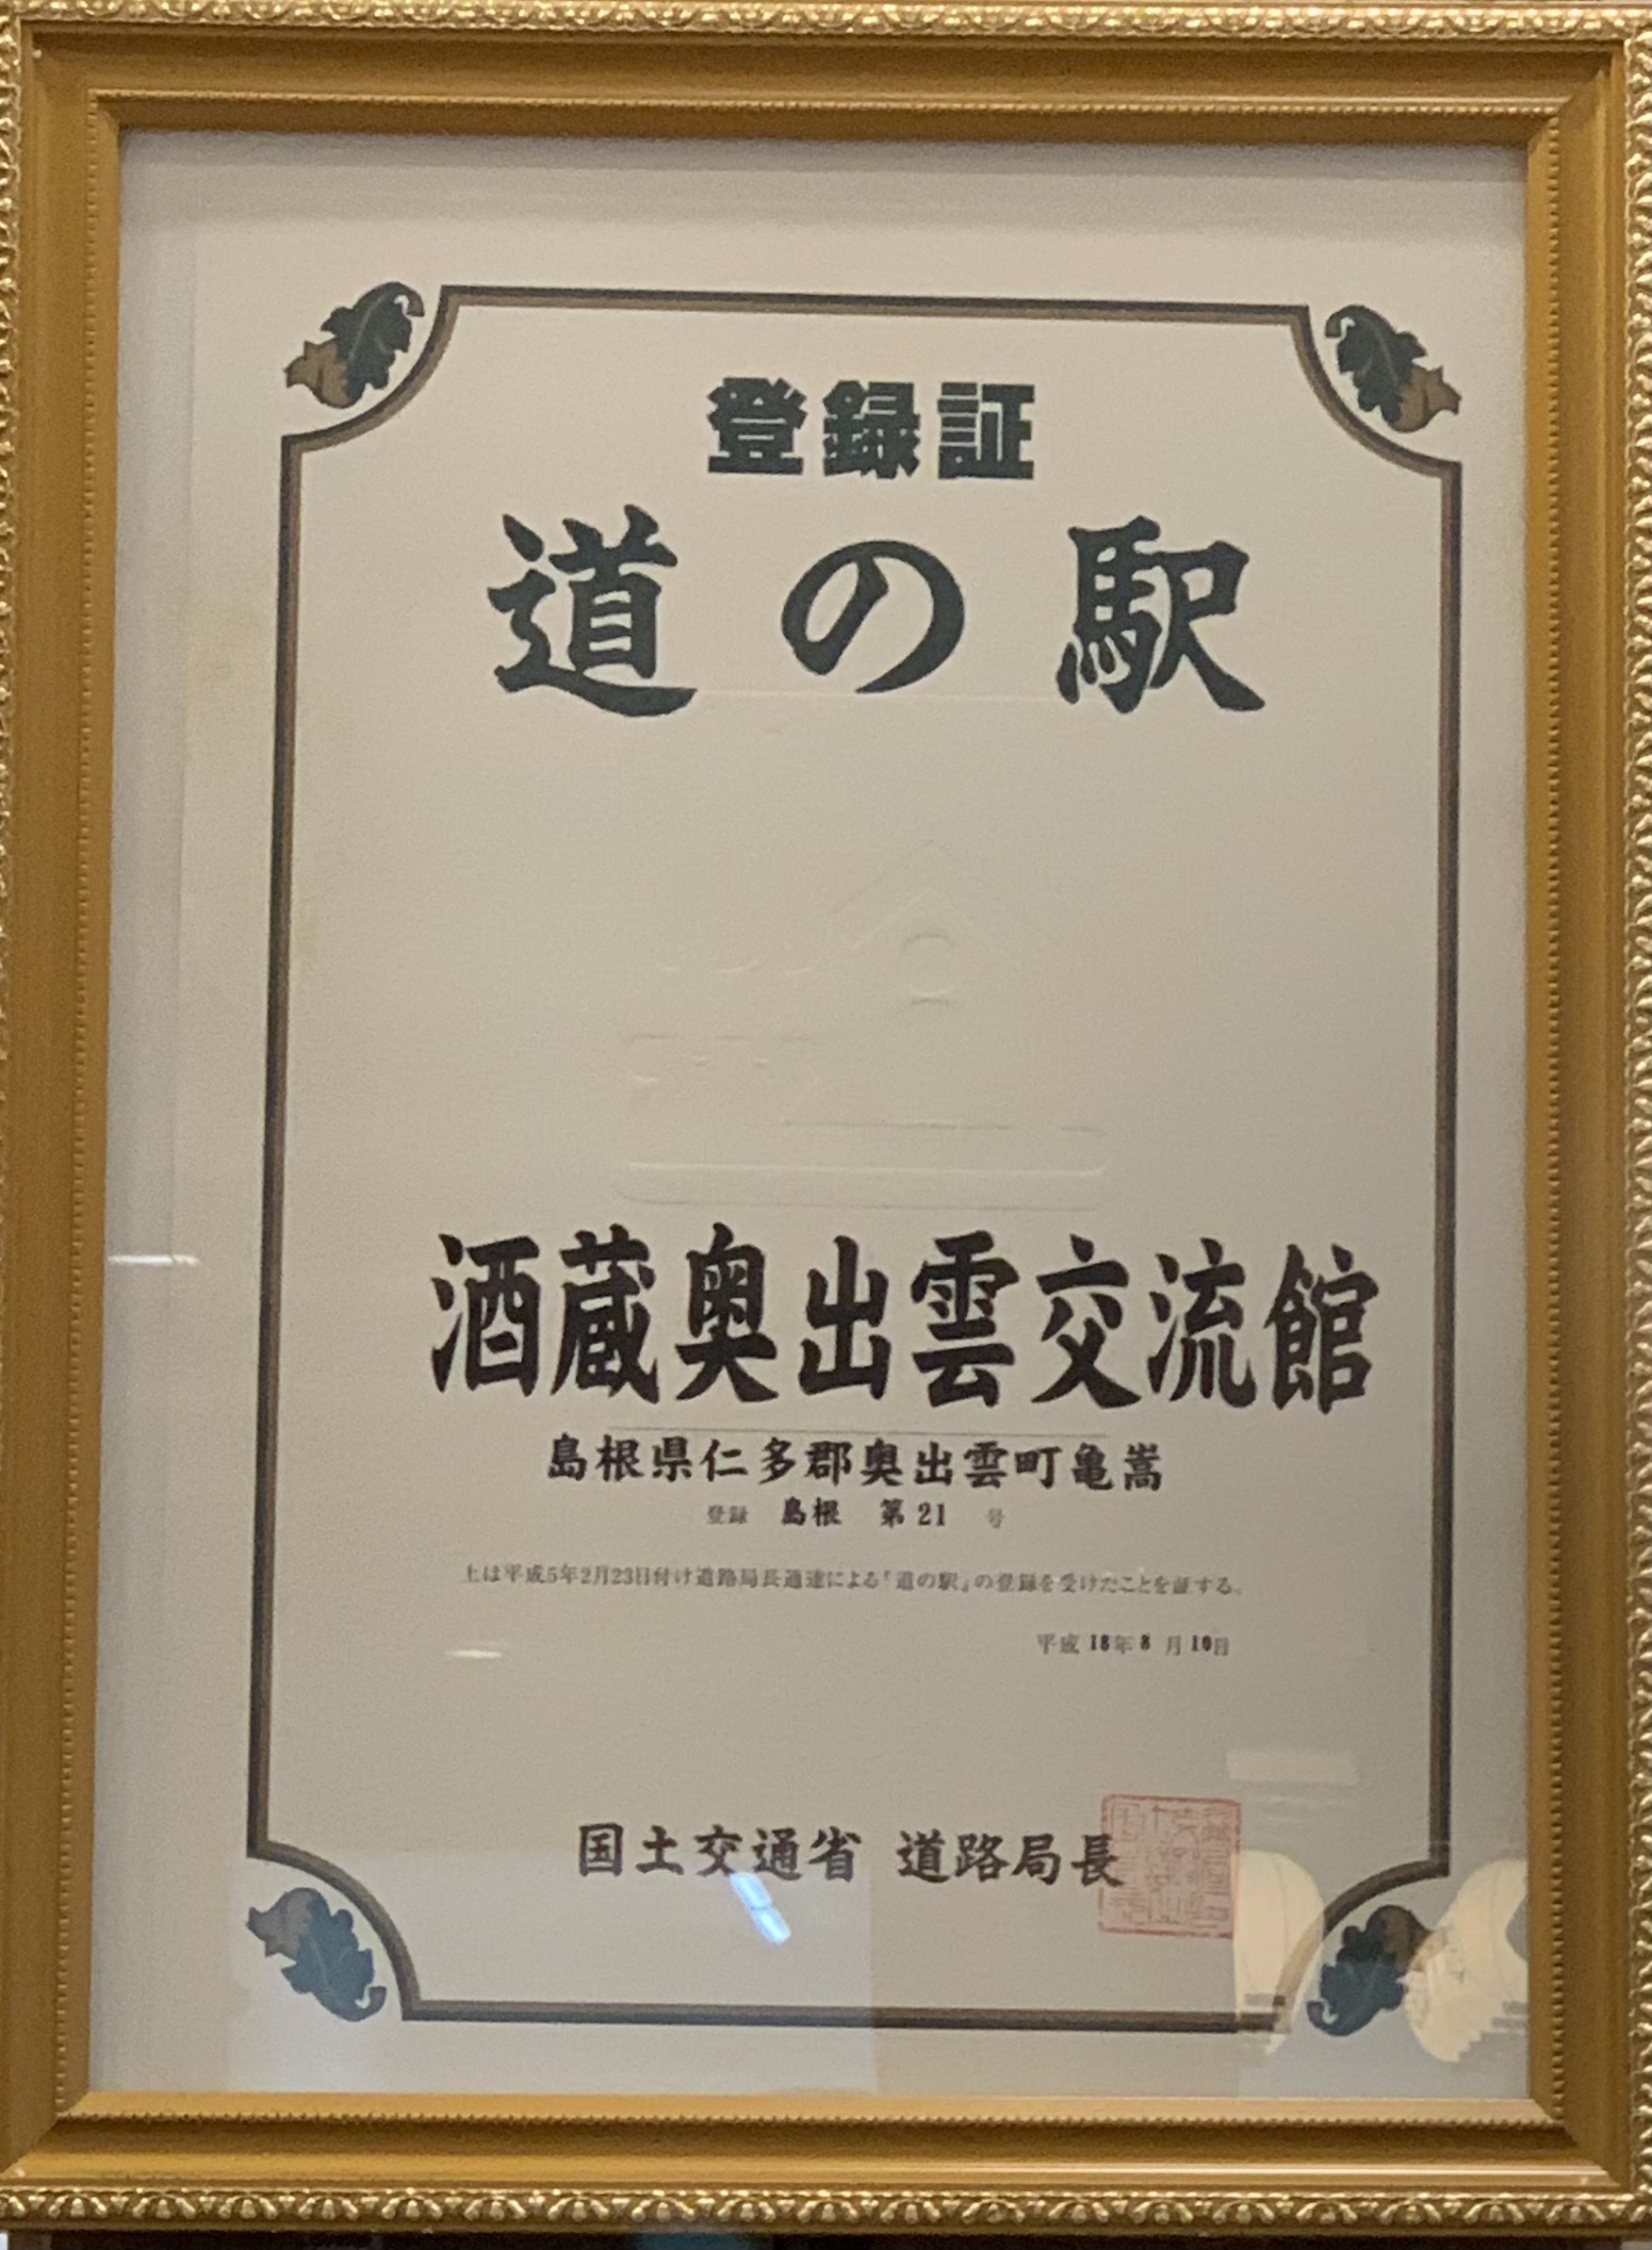 登録証
道の駅
酒蔵奥出雲交流館
島根県仁多郡奥出雲町亀嵩
登録 島根 第21 号
上は平成5年2月23日付け道路局長通達による『道の駅』の登録を受けたことを証する。
平成18年8月10日
国土交通省 道路局長